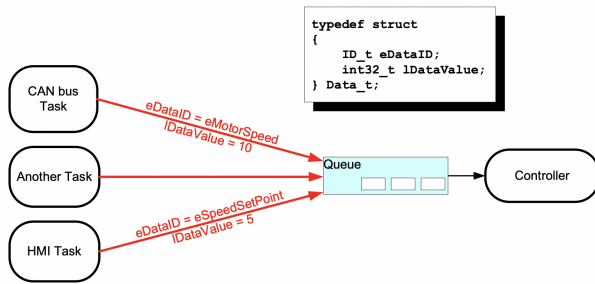 typedef struct
{
ID_t eDataID;
int32_t lDataValue;
} Data_t;
CAN bus
Task
eDataID = eMotorSpeed
lDataValue = 10
Another Task
Queue
Controller
HMI Task
eDataID = eSpeedSetPoint
lDataValue = 5